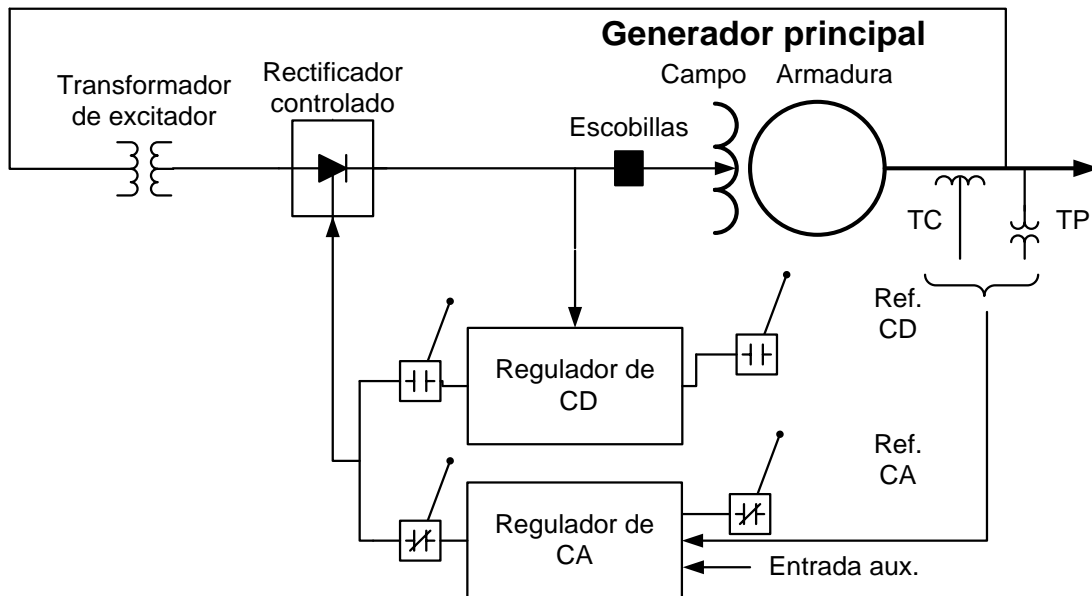 Generador principal
Transformador
de excitador
Rectificador
controlado
Campo
Armadura
Escobillas
TC
TP
Ref.
CD
Regulador de
CD
Ref.
CA
Regulador de
CA
Entrada aux.